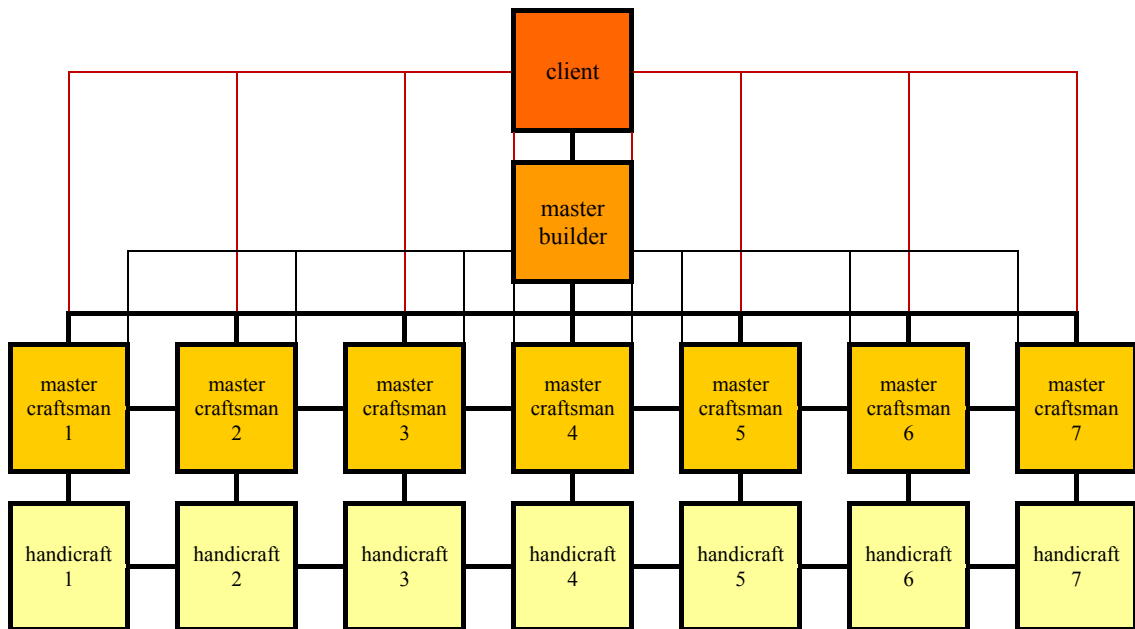 client
master
builder
master
craftsman
1
master
craftsman
2
master
craftsman
3
master
craftsman
4
master
craftsman
5
master
craftsman
6
master
craftsman
7
handicraft
1
handicraft
2
handicraft
3
handicraft
4
handicraft
5
handicraft
6
handicraft
7